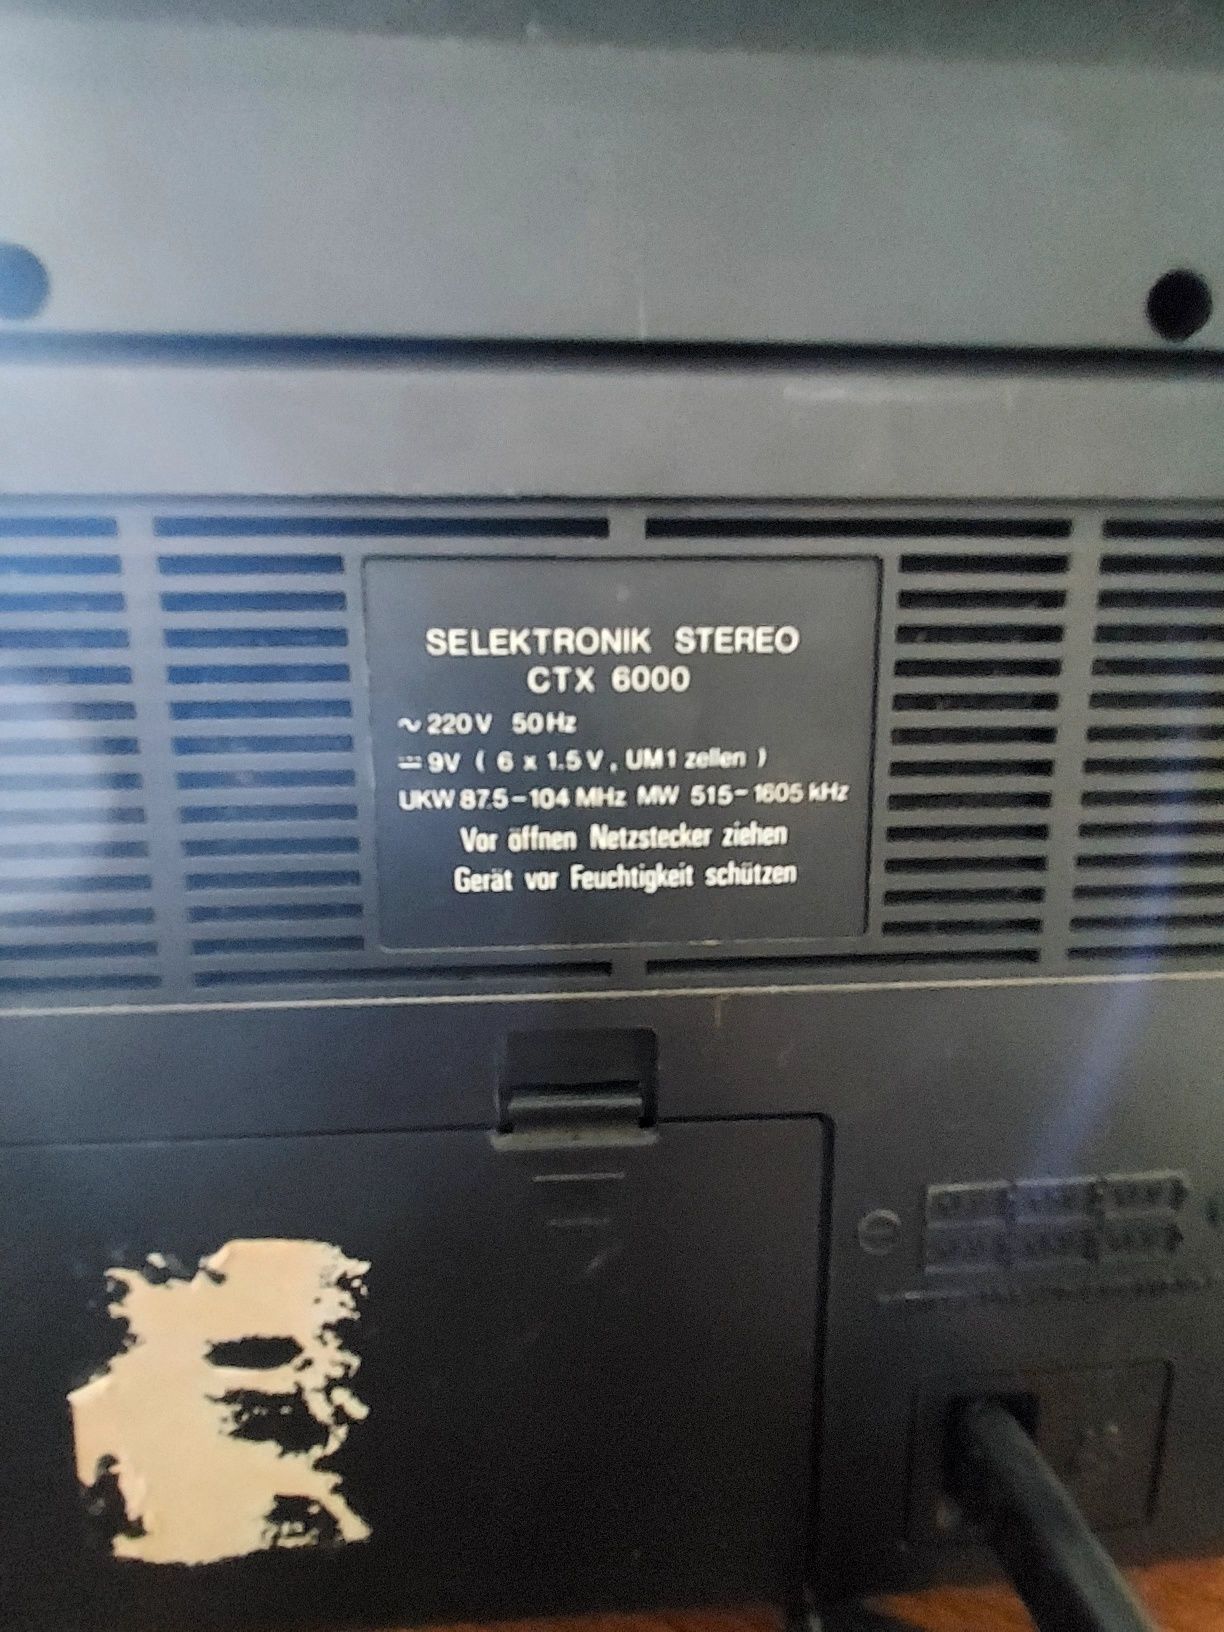 SELEKTRONIK STEREO
CTX 6000
~ 220V 50Hz
⎓ 9V ( 6 x 1.5V, UM1 zellen )
UKW 87.5-104 MHz MW 515-1605 kHz
Vor öffnen Netzstecker ziehen
Gerät vor Feuchtigkeit schützen